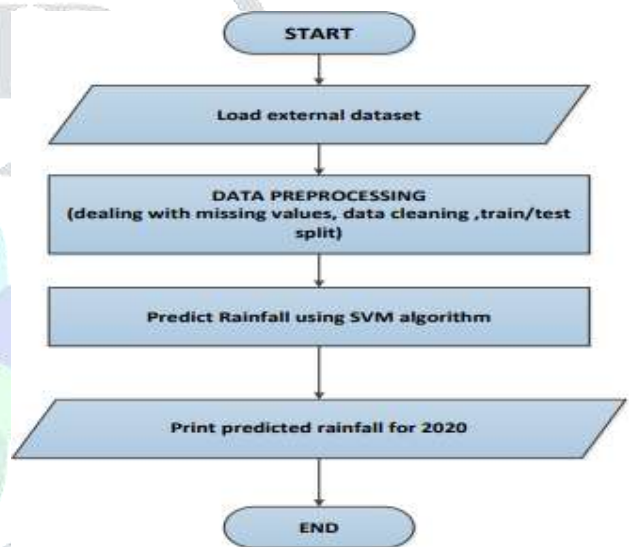 START
Load external dataset
DATA PREPROCESSING
(dealing with missing values, data cleaning ,train/test
split)
Predict Rainfall using SVM algorithm
Print predicted rainfall for 2020
END